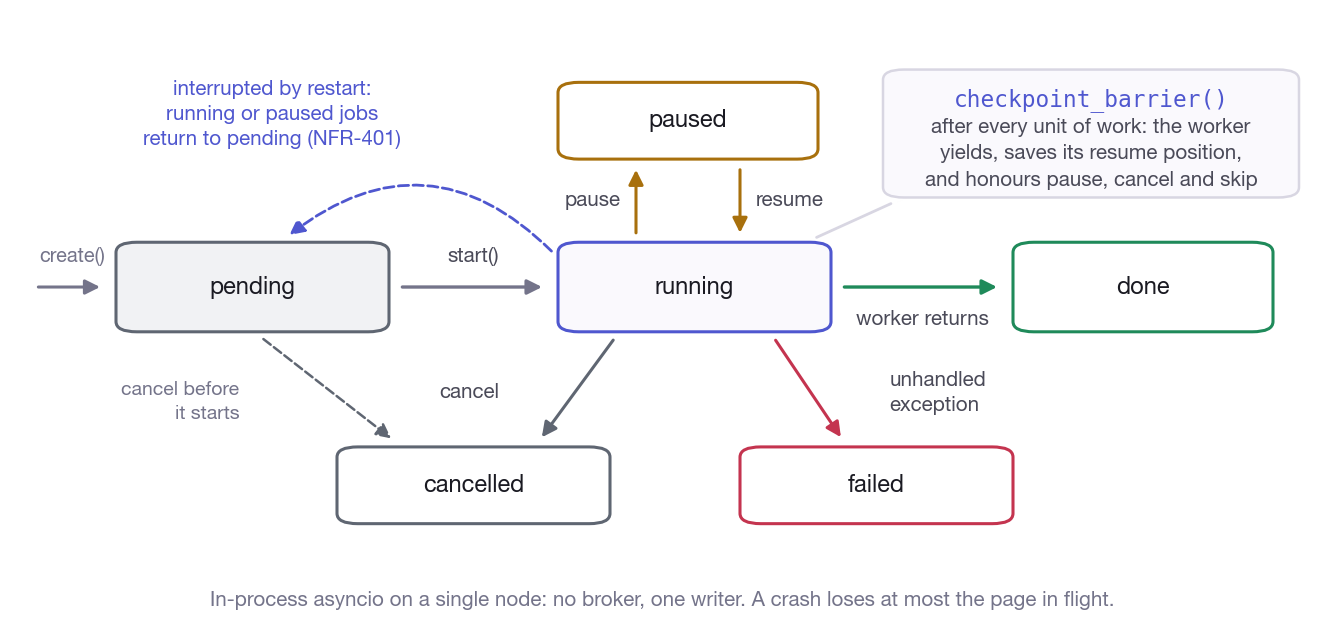 interrupted by restart:
running or paused jobs
return to pending (NFR-401)
paused
checkpoint_barrier()
after every unit of work: the worker
yields, saves its resume position,
and honours pause, cancel and skip
pause
resume
create()
pending
start()
running
worker returns
done
cancel before
it starts
cancel
unhandled
exception
cancelled
failed
In-process asyncio on a single node: no broker, one writer. A crash loses at most the page in flight.